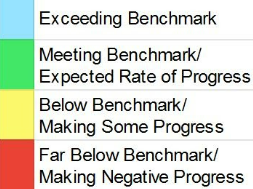 Exceeding Benchmark
Meeting Benchmark/
Expected Rate of Progress
Below Benchmark/
Making Some Progress
Far Below Benchmark/
Making Negative Progress